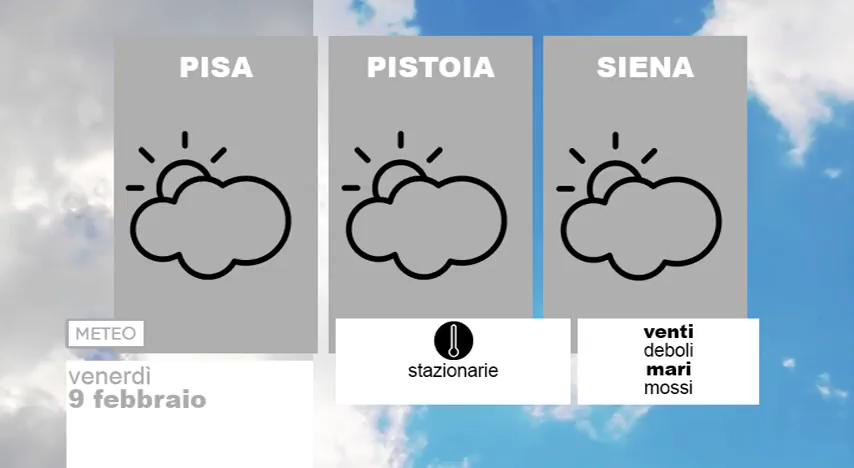 PISA
PISTOIA
SIENA
METEO
venerdì
9 febbraio
stazionarie
venti
deboli
mari
mossi